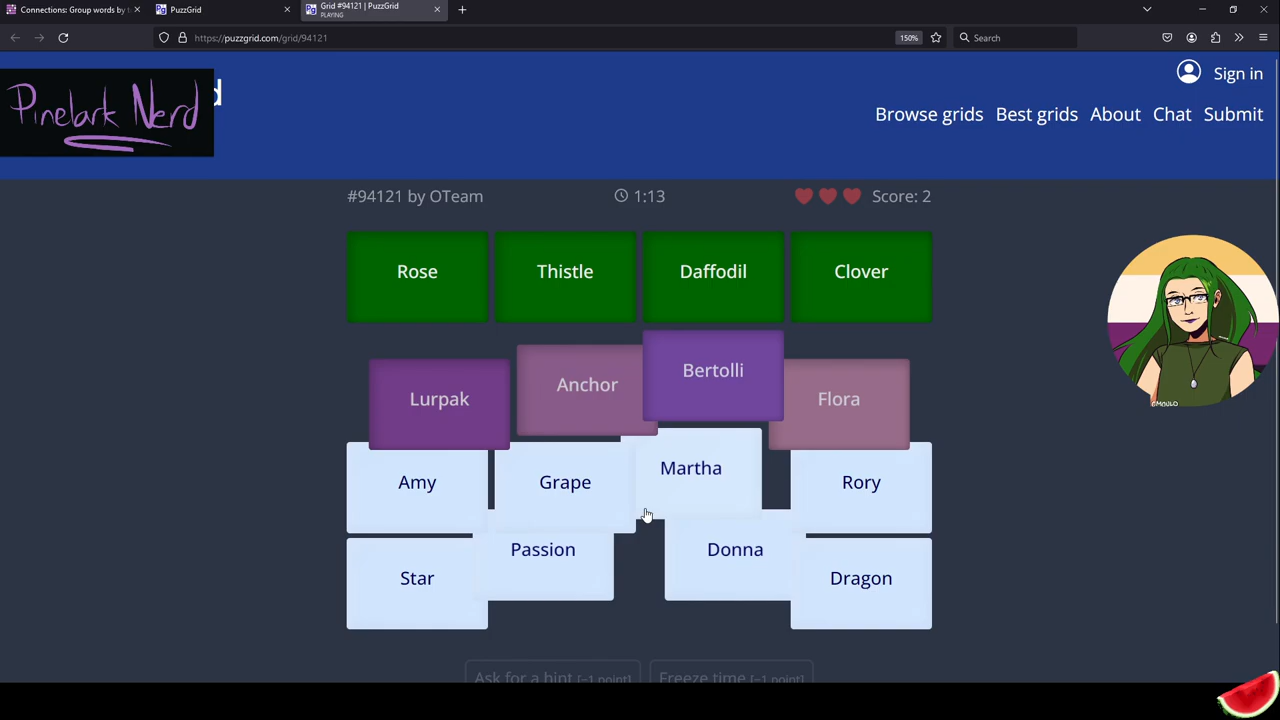 Connections: Group words by
PuzzGrid
Grid #94121 | PuzzGrid
PLAYING
https://puzzgrid.com/grid/94121
150%
Search
Pinelark Nerd
d
Sign in
Browse grids
Best grids
About
Chat
Submit
#94121 by OTeam
1:13
Score: 2
Rose
Thistle
Daffodil
Clover
Lurpak
Anchor
Bertolli
Flora
Amy
Grape
Martha
Rory
Star
Passion
Donna
Dragon
Ask for a hint [−1 point]
Freeze time [−1 point]